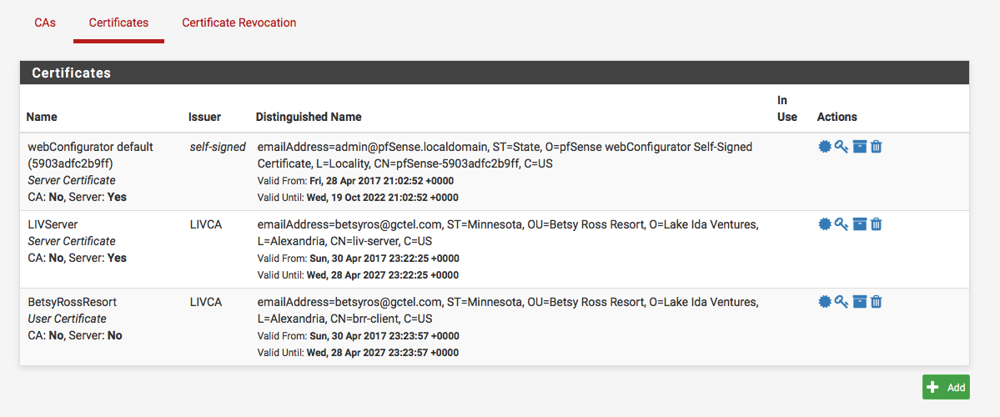 CAs Certificates Certificate Revocation
Certificates
Name Issuer Distinguished Name In Use Actions
webConfigurator default self-signed emailAddress=admin@pfSense.localdomain, ST=State, O=pfSense webConfigurator Self-Signed
(5903adfc2b9ff) Certificate, L=Locality, CN=pfSense-5903adfc2b9ff, C=US
Server Certificate Valid From: Fri, 28 Apr 2017 21:02:52 +0000
CA: No, Server: Yes Valid Until: Wed, 19 Oct 2022 21:02:52 +0000
LIVServer LIVCA emailAddress=betsyros@gctel.com, ST=Minnesota, OU=Betsy Ross Resort, O=Lake Ida Ventures,
Server Certificate L=Alexandria, CN=liv-server, C=US
CA: No, Server: Yes Valid From: Sun, 30 Apr 2017 23:22:25 +0000
Valid Until: Wed, 28 Apr 2027 23:22:25 +0000
BetsyRossResort LIVCA emailAddress=betsyros@gctel.com, ST=Minnesota, OU=Betsy Ross Resort, O=Lake Ida Ventures,
User Certificate L=Alexandria, CN=brr-client, C=US
CA: No, Server: No Valid From: Sun, 30 Apr 2017 23:23:57 +0000
Valid Until: Wed, 28 Apr 2027 23:23:57 +0000
Add